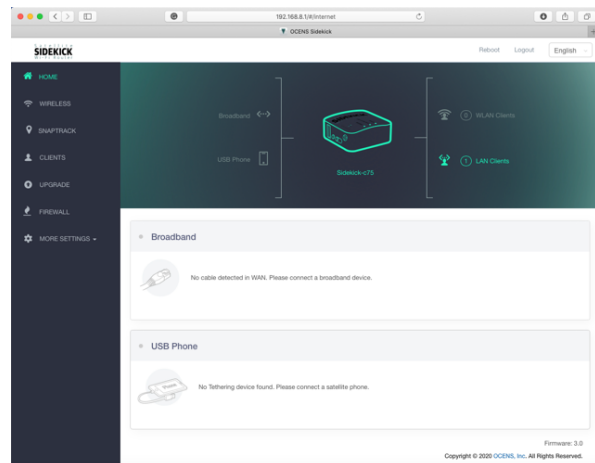 192.168.8.1/#/internet
OCENS Sidekick
SIDEKICK
Reboot Logout English
HOME
WIRELESS
SNAPTRACK
CLIENTS
UPGRADE
FIREWALL
MORE SETTINGS
Broadband
USB Phone
Sidekick-c75
0 WLAN Clients
1 LAN Clients
Broadband
No cable detected in WAN. Please connect a broadband device.
USB Phone
No Tethering device found. Please connect a satellite phone.
Firmware: 3.0
Copyright © 2020 OCENS, Inc. All Rights Reserved.